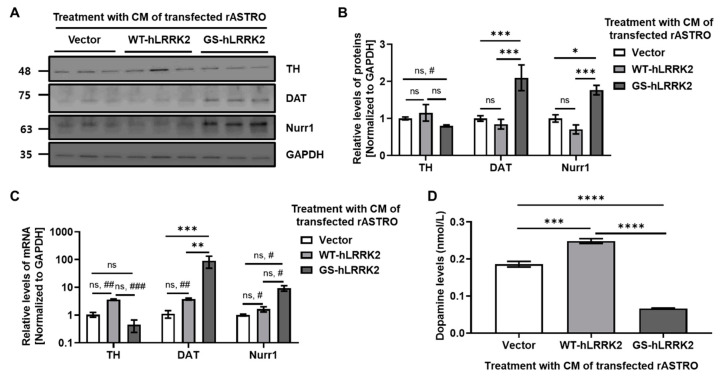 A
Treatment with CM of transfected rASTRO
Vector
WT-hLRRK2
GS-hLRRK2
48
TH
75
DAT
63
Nurr1
35
GAPDH
B
Relative levels of proteins
[Normalized to GAPDH]
3
2
1
0
ns, #
ns
ns
***
***
ns
*
***
ns
TH
DAT
Nurr1
Treatment with CM of
transfected rASTRO
Vector
WT-hLRRK2
GS-hLRRK2
C
Relative levels of mRNA
[Normalized to GAPDH]
1000
100
10
1
0.1
ns
ns, ##
ns, ###
***
**
ns, ##
ns, #
ns, #
ns, #
TH
DAT
Nurr1
Treatment with CM of
transfected rASTRO
Vector
WT-hLRRK2
GS-hLRRK2
D
Dopamine levels (nmol/L)
0.3
0.2
0.1
0.0
****
***
****
Vector
WT-hLRRK2
GS-hLRRK2
Treatment with CM of transfected rASTRO